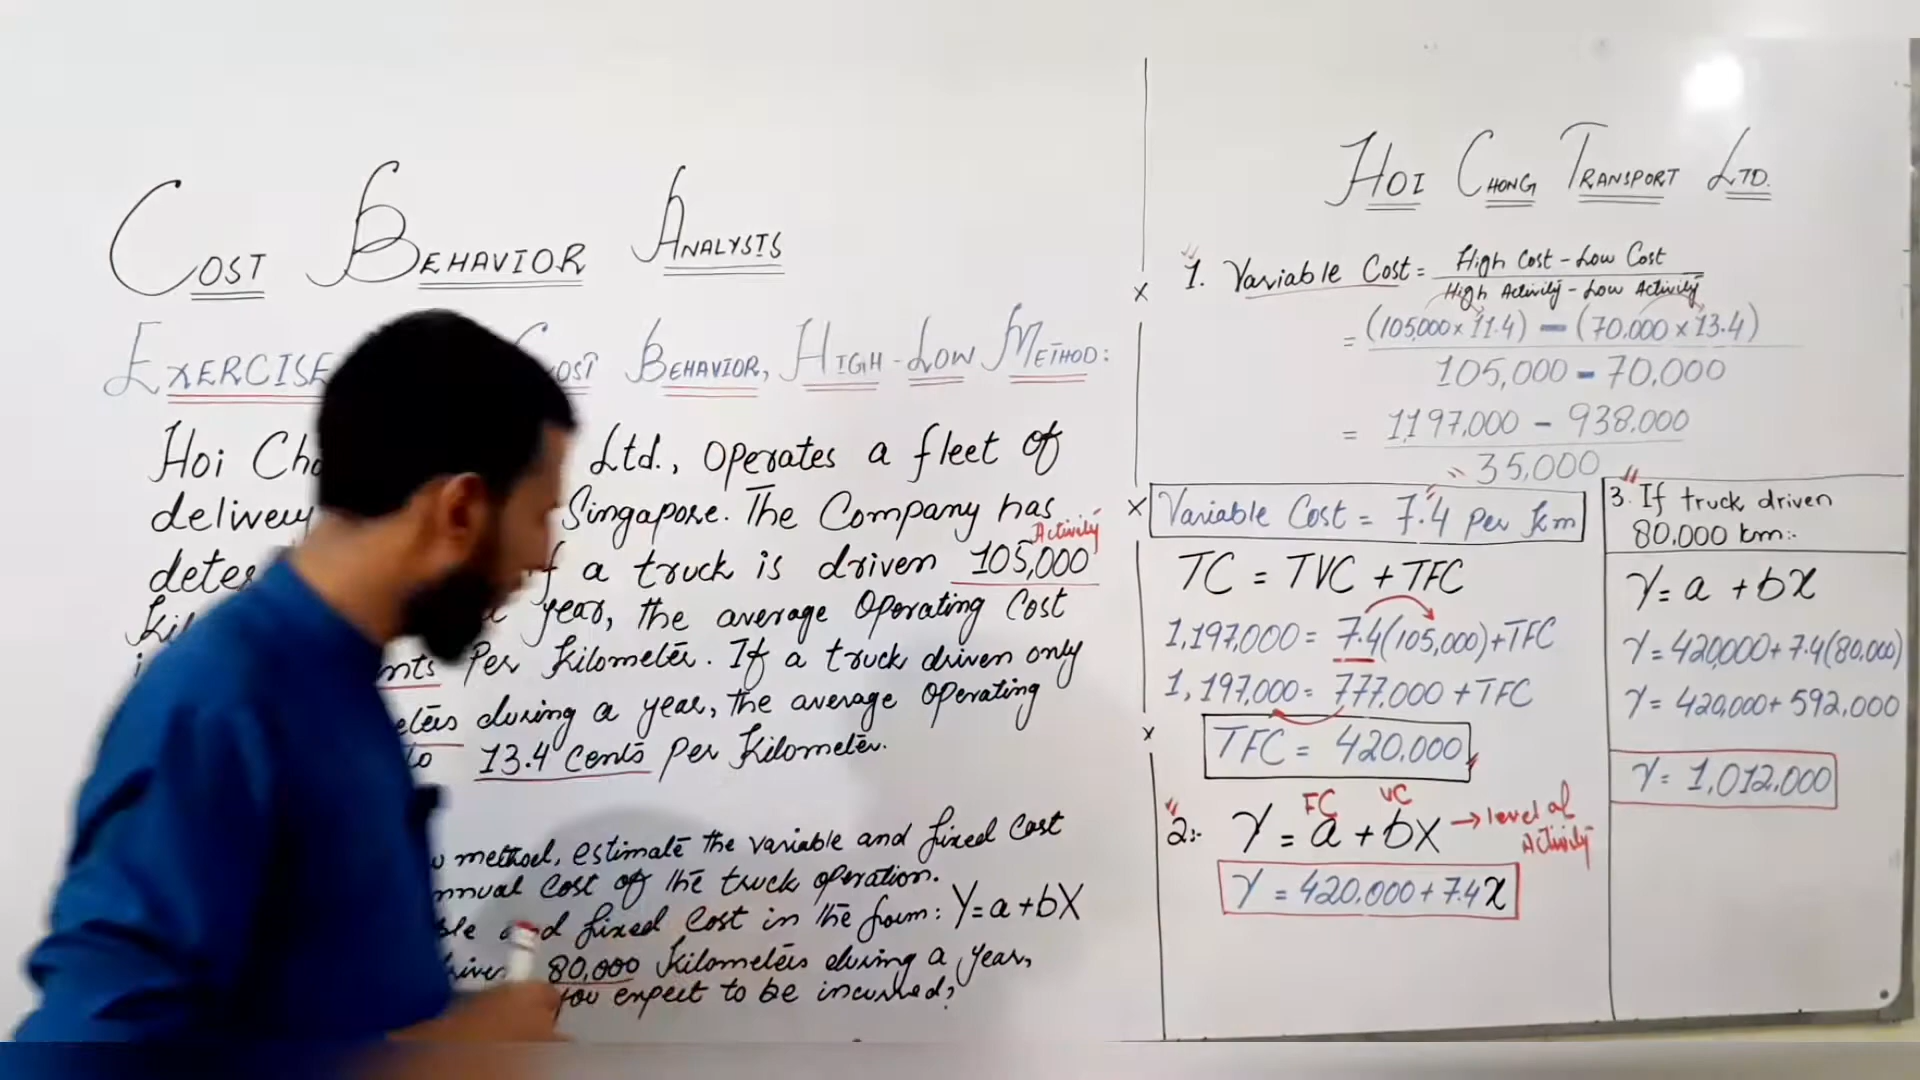 COST BEHAVIOR ANALYSIS
EXERCISE COST BEHAVIOR, HIGH-LOW METHOD:
Hoi Ltd., Operates a fleet of
delivery Singapore. The Company has
Activity
a truck is driven 105,000
year, the average Operating Cost
Per Kilometer. If a truck driven only
during a year, the average Operating
to 13.4 Cents Per Kilometer.
method, estimate the variable and fixed Cost
Cost of the truck operation.
and fixed Cost in the form: Y=a+bX
80,000 Kilometers during a year,
you expect to be incurred?
HOI CHONG TRANSPORT LTD.
1. Variable Cost = High Cost - Low Cost
High Activity - Low Activity
= (105,000 x 11.4) - (70,000 x 13.4)
105,000 - 70,000
= 1,197,000 - 938,000
35,000
Variable Cost = 7.4 Per km
TC = TVC + TFC
1,197,000 = 7.4(105,000)+TFC
1,197,000 = 777,000 + TFC
TFC = 420,000
FC VC
2:- Y = a + bX → level of
Activity
Y = 420,000+7.4x
3. If truck driven
80,000 km:-
Y = a + bx
Y = 420,000+7.4(80,000)
Y = 420,000+592,000
Y = 1,012,000